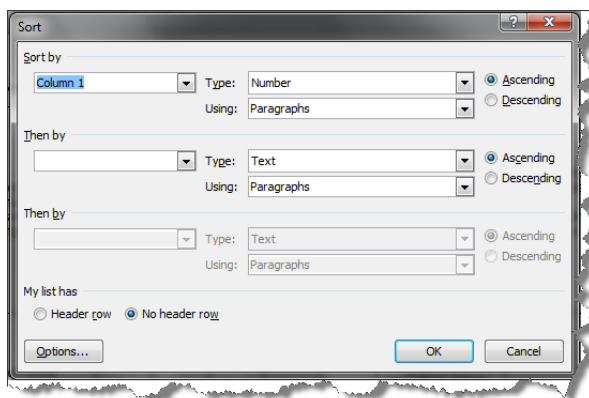 Sort
Sort by
Column 1 Type: Number Ascending
Using: Paragraphs Descending
Then by
Type: Text Ascending
Using: Paragraphs Descending
Then by
Type: Text Ascending
Using: Paragraphs Descending
My list has
Header row No header row
Options... OK Cancel